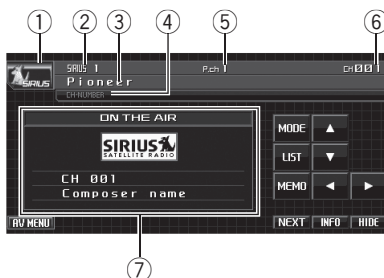 1 2 3 4 5 6
SIRIUS
SIRIUS 1 P.ch 1 CH 001
Pioneer
CH-NUMBER
ON THE AIR
SIRIUS
SATELLITE RADIO
CH 001
Composer name
MODE
LIST
MEMO
AV MENU NEXT INFO HIDE
7